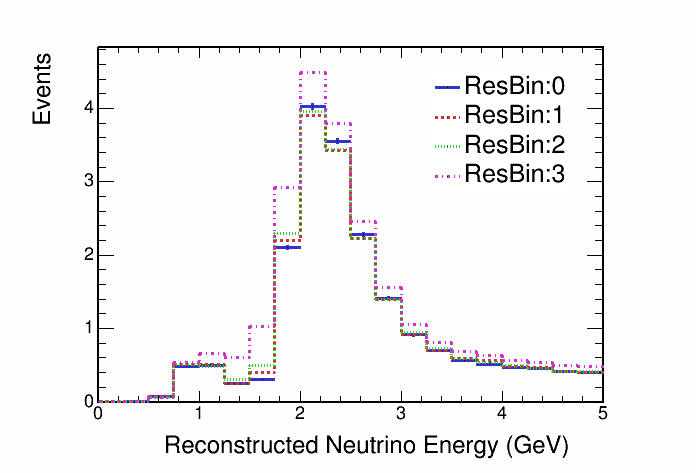 Events
4
3
2
1
0
0 1 2 3 4 5
Reconstructed Neutrino Energy (GeV)
ResBin:0
ResBin:1
ResBin:2
ResBin:3